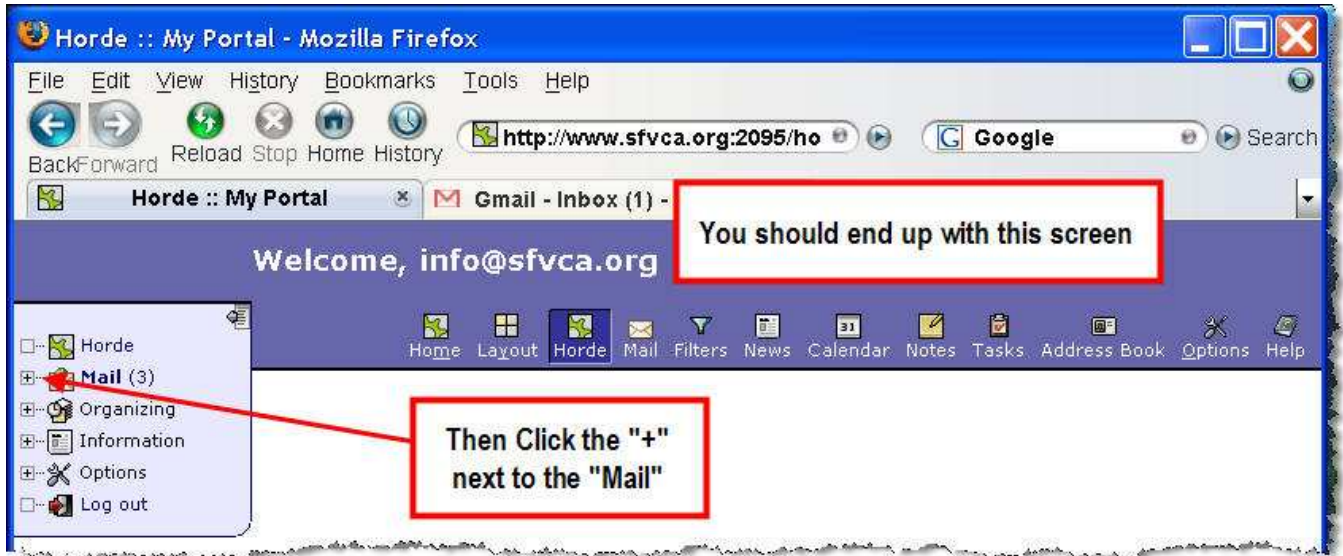 Horde :: My Portal - Mozilla Firefox
File Edit View History Bookmarks Tools Help
Back Forward Reload Stop Home History http://www.sfvca.org:2095/ho G Google Search
Horde :: My Portal Gmail - Inbox (1) -
You should end up with this screen
Welcome, info@sfvca.org
Home Layout Horde Mail Filters News 31 Calendar Notes Tasks Address Book Options Help
Horde
Mail (3)
Organizing
Information
Options
Log out
Then Click the "+"
next to the "Mail"